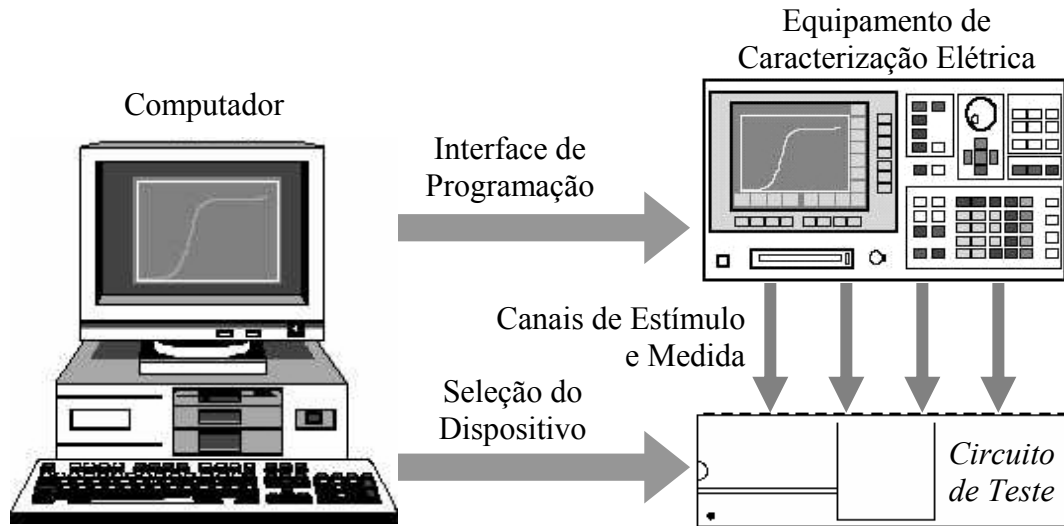 Equipamento de
Caracterização Elétrica
Computador
Interface de
Programação
Canais de Estímulo
e Medida
Seleção do
Dispositivo
Circuito
de Teste